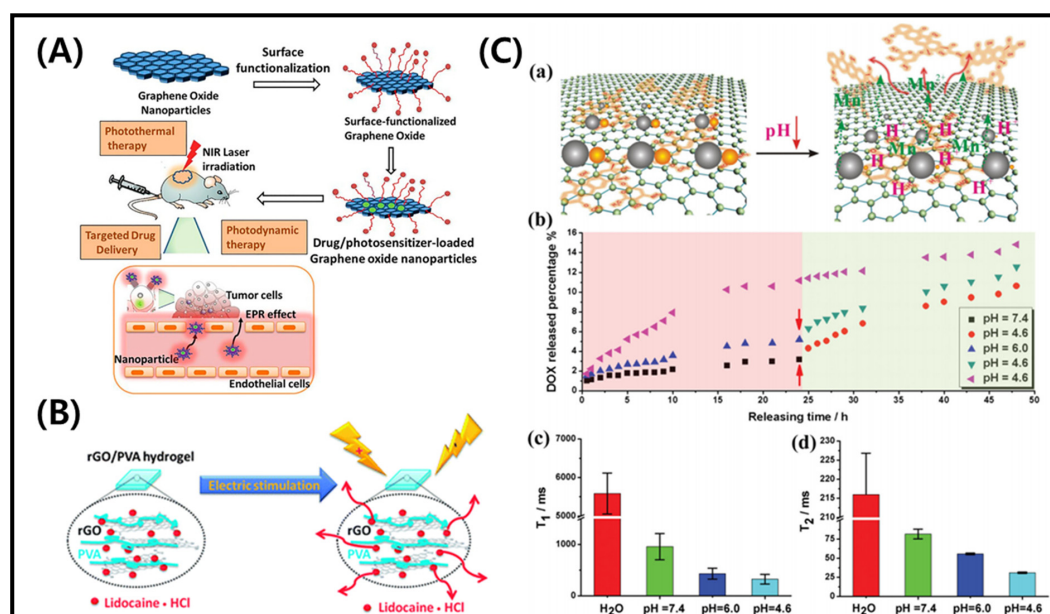 (A)
Surface
functionalization
Graphene Oxide
Nanoparticles
Surface-functionalized
Graphene Oxide
Photothermal
therapy
NIR Laser
irradiation
Targeted Drug
Delivery
Photodynamic
therapy
Drug/photosensitizer-loaded
Graphene oxide nanoparticles
Tumor cells
EPR effect
Nanoparticle
Endothelial cells
(B)
rGO/PVA hydrogel
Electric stimulation
rGO
PVA
Lidocaine • HCl
rGO
PVA
Lidocaine • HCl
(C)
(a)
pH
Mn Mn Mn
H H H
Mn Mn
H H H
H H
(b)
DOX released percentage %
16
14
12
10
8
6
4
2
0
0 5 10 15 20 25 30 35 40 45 50
Releasing time / h
pH = 7.4
pH = 4.6
pH = 6.0
pH = 4.6
pH = 4.6
(c)
T1 / ms
7000
6000
5000
1000
0
H2O pH =7.4 pH=6.0 pH=4.6
(d)
T2 / ms
230
225
220
215
210
100
75
50
25
0
H2O pH =7.4 pH=6.0 pH=4.6